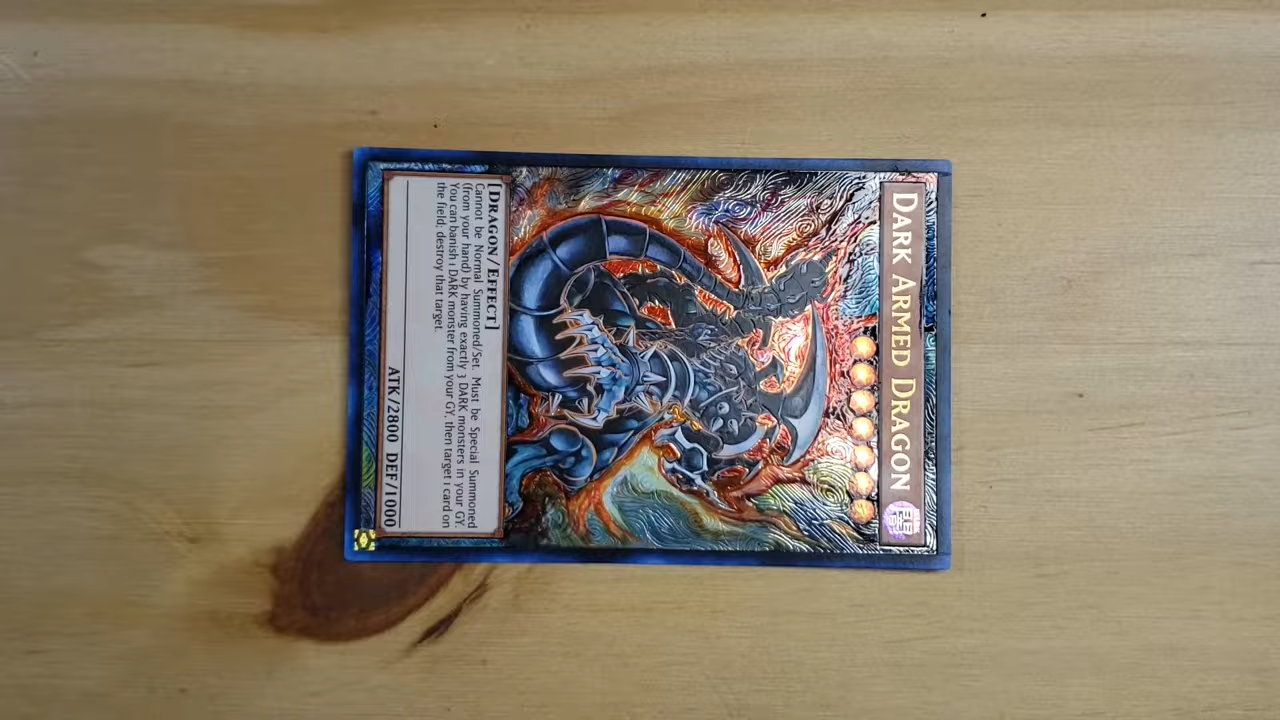 DARK ARMED DRAGON
[DRAGON/EFFECT]
Cannot be Normal Summoned/Set. Must be Special Summoned
(from your hand) by having exactly 3 DARK monsters in your GY.
You can banish 1 DARK monster from your GY, then target 1 card on
the field; destroy that target.
ATK/2800 DEF/1000